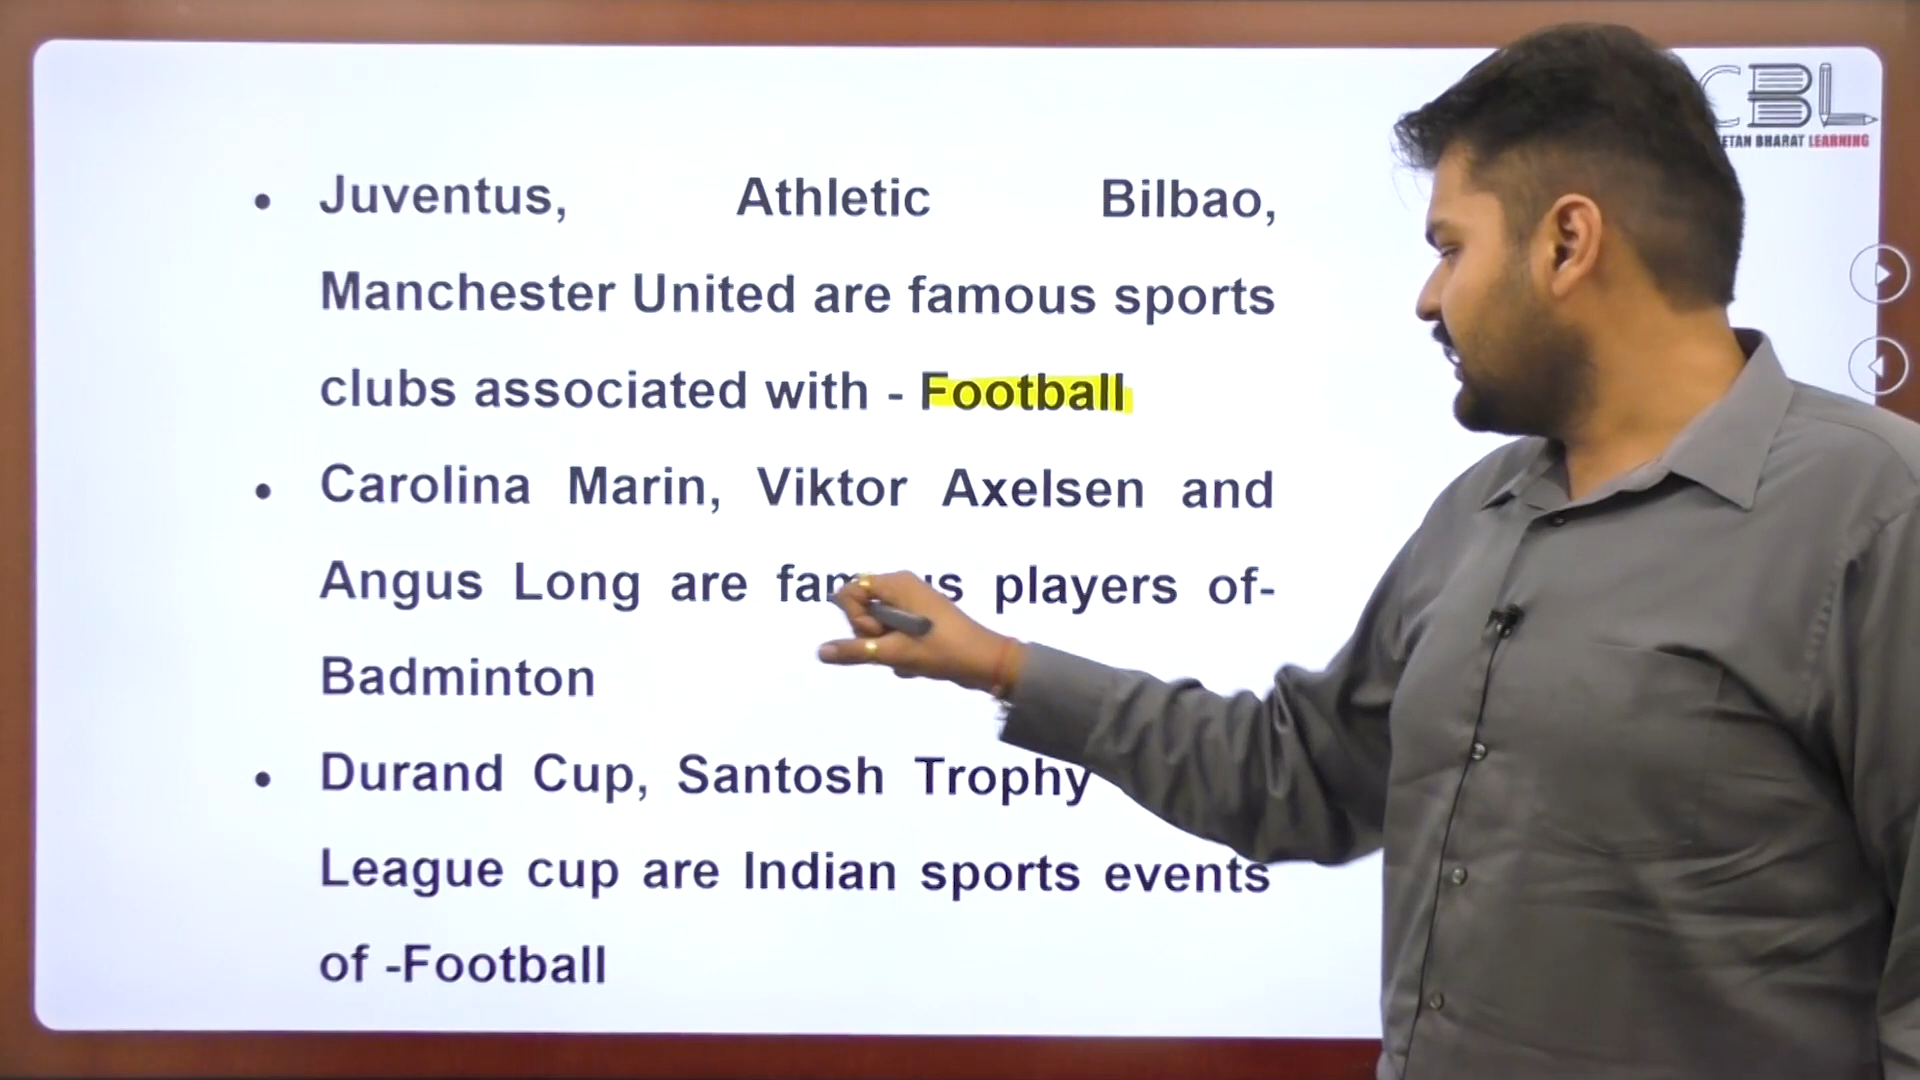 CBL
ETAN BHARAT LEARNING
• Juventus, Athletic Bilbao,
Manchester United are famous sports
clubs associated with - Football
• Carolina Marin, Viktor Axelsen and
Angus Long are players of-
Badminton
• Durand Cup, Santosh Trophy
League cup are Indian sports events
of -Football